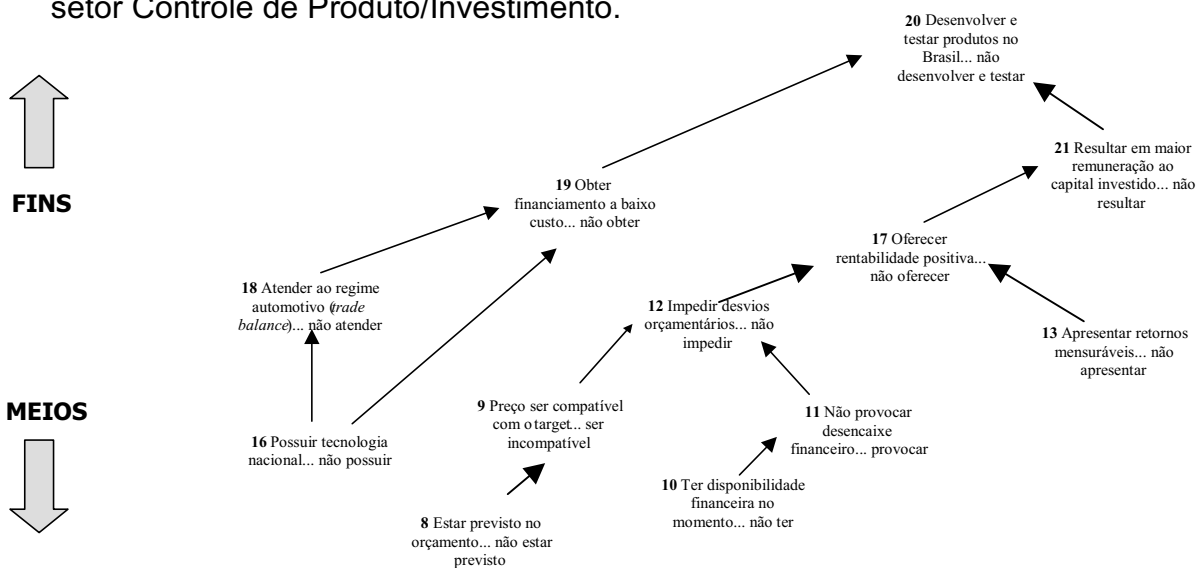 setor Controle de Produto/Investimento.
20 Desenvolver e
testar produtos no
Brasil... não
desenvolver e testar
21 Resultar em maior
remuneração ao
capital investido... não
resultar
FINS
19 Obter
financiamento a baixo
custo... não obter
17 Oferecer
rentabilidade positiva...
não oferecer
18 Atender ao regime
automotivo (trade
balance)... não atender
12 Impedir desvios
orçamentários... não
impedir
13 Apresentar retornos
mensuráveis... não
apresentar
MEIOS
9 Preço ser compatível
com o target... ser
incompatível
11 Não provocar
desencaixe
financeiro... provocar
16 Possuir tecnologia
nacional... não possuir
10 Ter disponibilidade
financeira no
momento... não ter
8 Estar previsto no
orçamento... não estar
previsto